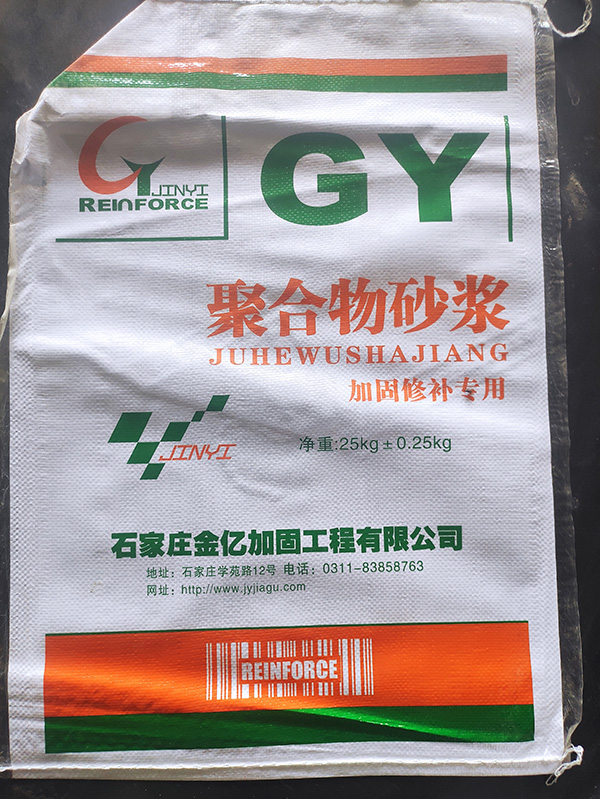 JINYI
REINFORCE
GY
聚合物砂浆
JUHEWUSHAJIANG
加固修补专用
JINYI
净重:25kg±0.25kg
石家庄金亿加固工程有限公司
地址：石家庄学苑路12号 电话：0311-83858763
网址：http://www.jyjiagu.com
REINFORCE